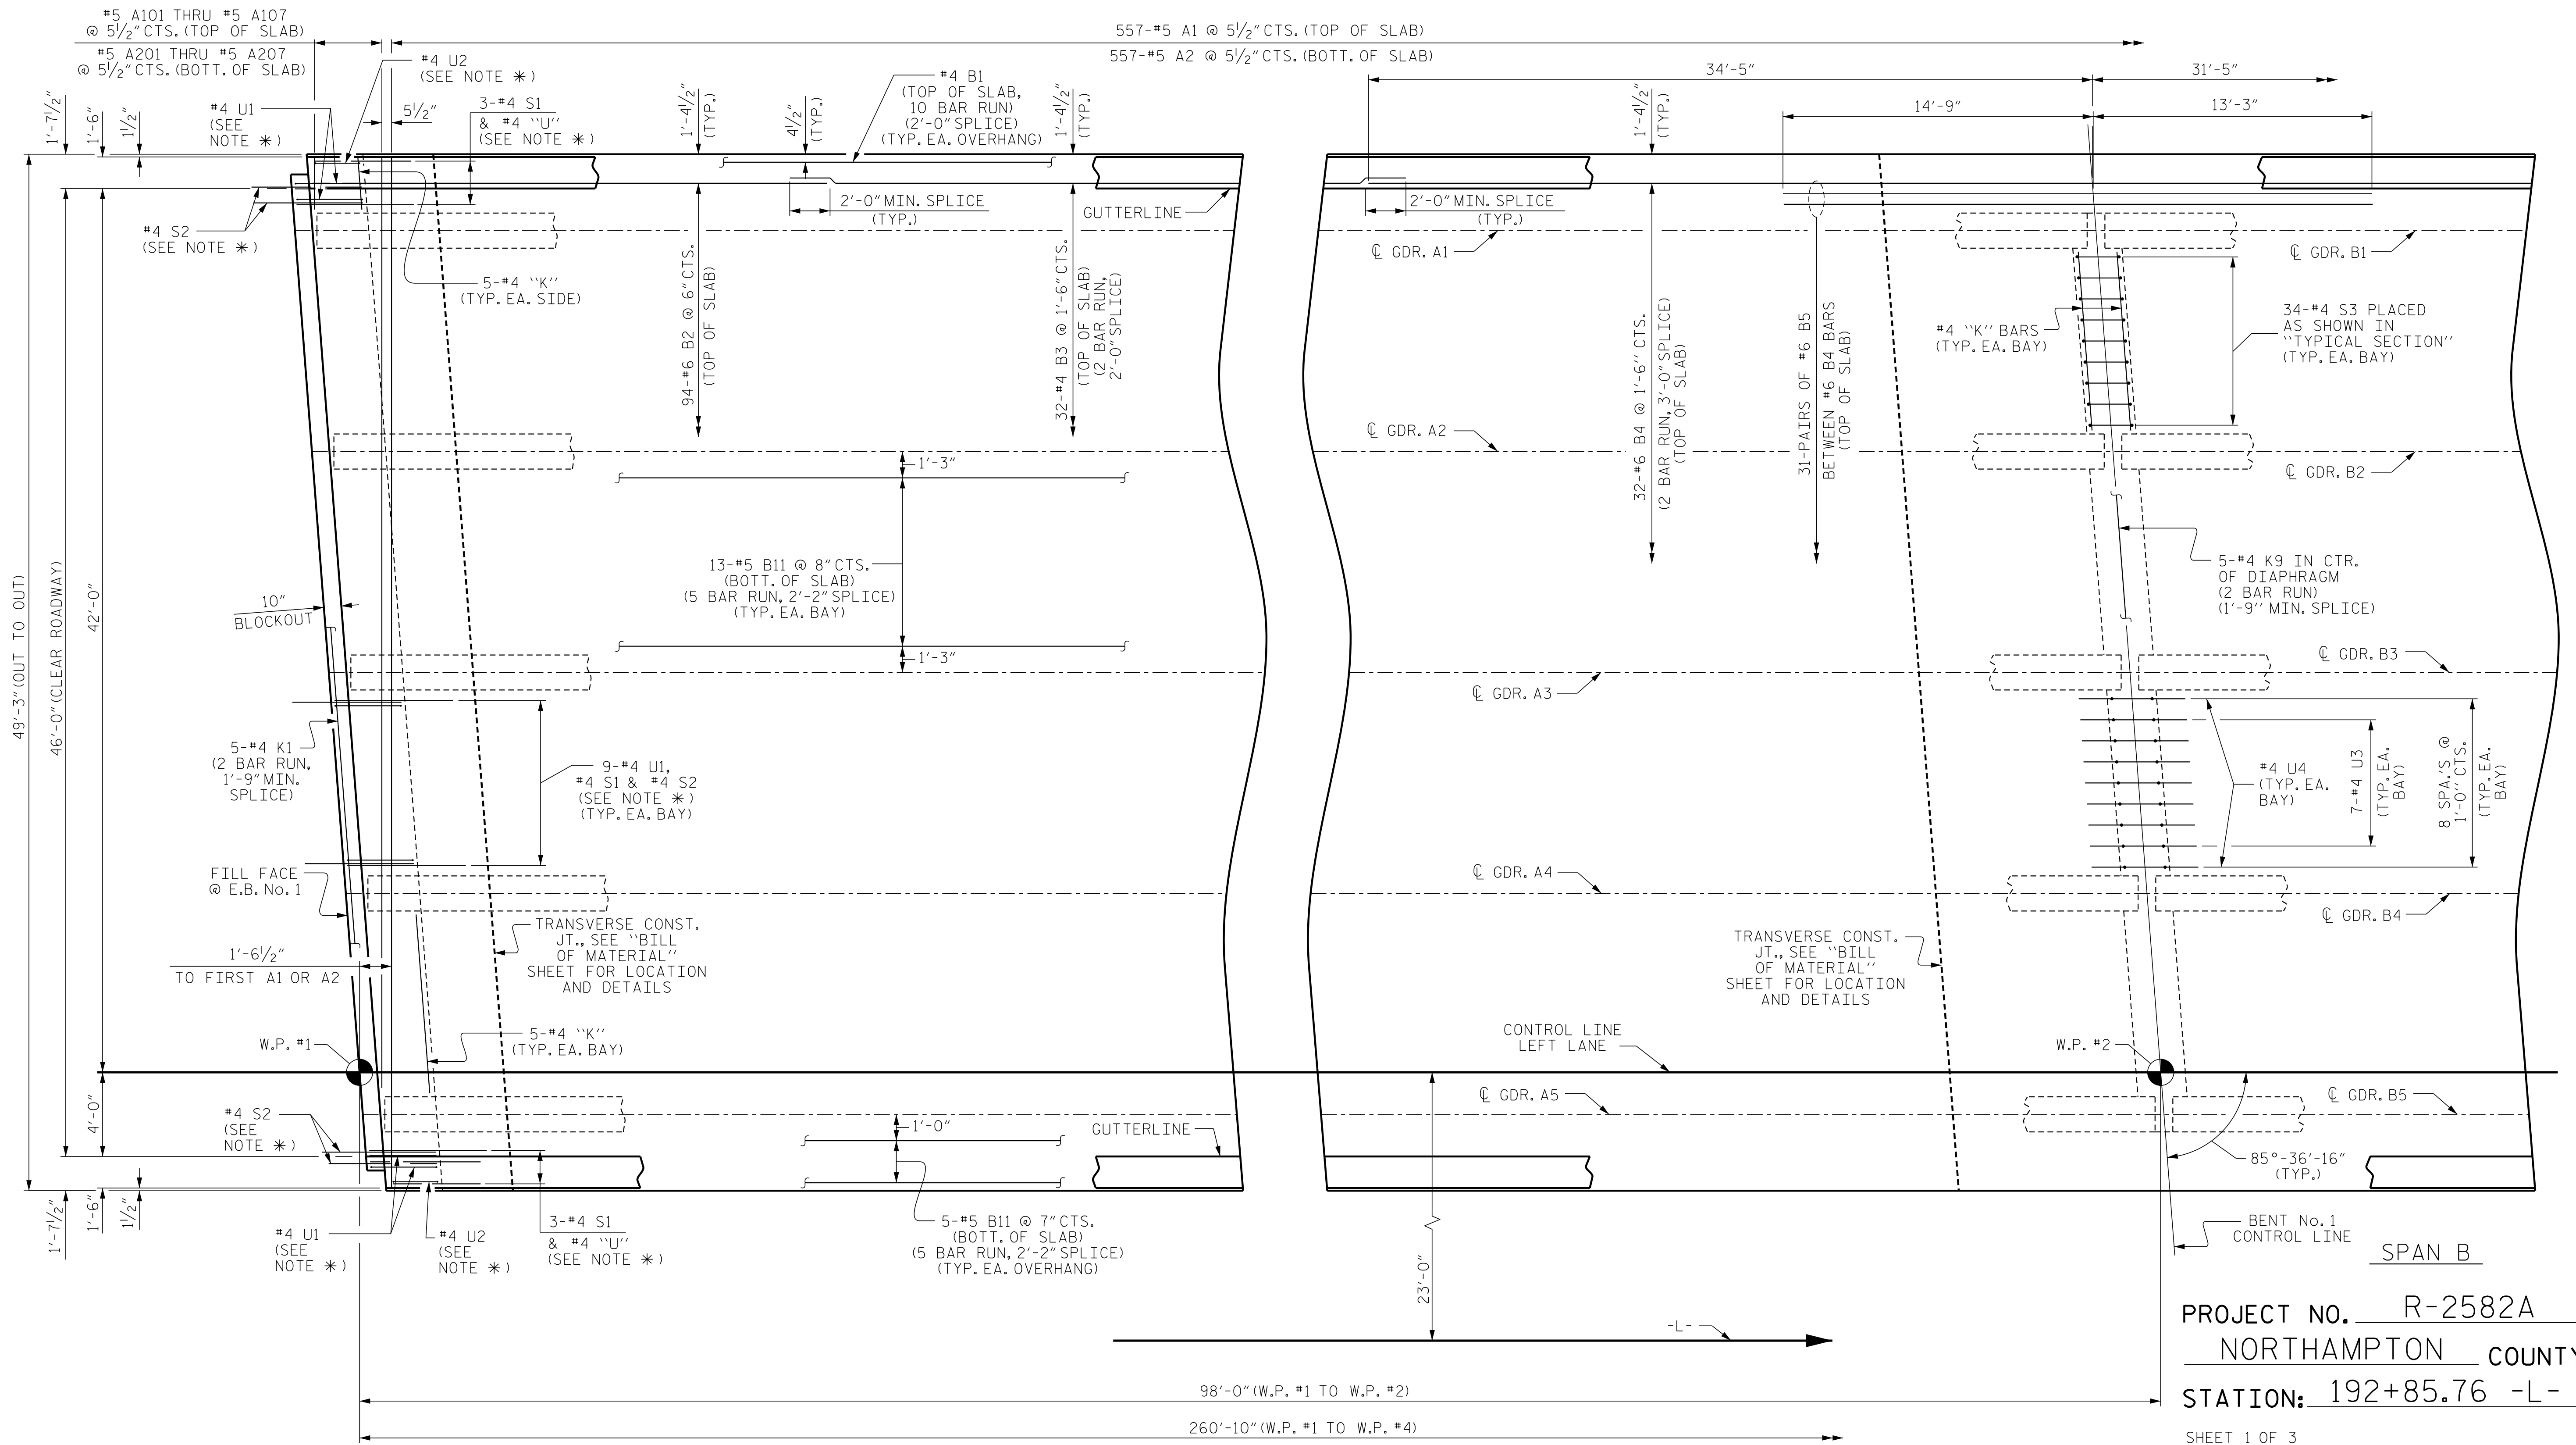 #5 A101 THRU #5 A107
@ 5½" CTS. (TOP OF SLAB)
#5 A201 THRU #5 A207
@ 5½" CTS. (BOTT. OF SLAB)
557-#5 A1 @ 5½" CTS. (TOP OF SLAB)
557-#5 A2 @ 5½" CTS. (BOTT. OF SLAB)
34'-5"
31'-5"
14'-9"
13'-3"
#4 U2
(SEE NOTE ✳)
#4 U1
(SEE
NOTE ✳)
5½"
3-#4 S1
& #4 ``U''
(SEE NOTE ✳)
1'-4½"
(TYP.)
4½"
(TYP.)
#4 B1
(TOP OF SLAB,
10 BAR RUN)
(2'-0" SPLICE)
(TYP. EA. OVERHANG)
1'-4½"
(TYP.)
1'-4½"
(TYP.)
1'-7½"
1'-6"
1½"
#4 S2
(SEE NOTE ✳)
2'-0" MIN. SPLICE
(TYP.)
GUTTERLINE
2'-0" MIN. SPLICE
(TYP.)
℄ GDR. A1
℄ GDR. B1
5-#4 ``K''
(TYP. EA. SIDE)
94-#6 B2 @ 6" CTS.
(TOP OF SLAB)
32-#4 B3 @ 1'-6" CTS.
(TOP OF SLAB)
(2 BAR RUN,
2'-0" SPLICE)
32-#6 B4 @ 1'-6'' CTS.
(2 BAR RUN, 3'-0" SPLICE)
(TOP OF SLAB)
31-PAIRS OF #6 B5
BETWEEN #6 B4 BARS
(TOP OF SLAB)
#4 ``K'' BARS
(TYP. EA. BAY)
34-#4 S3 PLACED
AS SHOWN IN
``TYPICAL SECTION''
(TYP. EA. BAY)
℄ GDR. A2
℄ GDR. B2
1'-3"
13-#5 B11 @ 8" CTS.
(BOTT. OF SLAB)
(5 BAR RUN, 2'-2" SPLICE)
(TYP. EA. BAY)
1'-3"
5-#4 K9 IN CTR.
OF DIAPHRAGM
(2 BAR RUN)
(1'-9'' MIN. SPLICE)
49'-3" (OUT TO OUT)
46'-0" (CLEAR ROADWAY)
42'-0"
10"
BLOCKOUT
℄ GDR. A3
℄ GDR. B3
5-#4 K1
(2 BAR RUN,
1'-9" MIN.
SPLICE)
9-#4 U1,
#4 S1 & #4 S2
(SEE NOTE ✳)
(TYP. EA. BAY)
#4 U4
(TYP. EA.
BAY)
7-#4 U3
(TYP. EA.
BAY)
8 SPA.'S @
1'-0'' CTS.
(TYP. EA.
BAY)
FILL FACE
@ E.B. No. 1
℄ GDR. A4
℄ GDR. B4
1'-6½"
TO FIRST A1 OR A2
TRANSVERSE CONST.
JT., SEE ``BILL
OF MATERIAL''
SHEET FOR LOCATION
AND DETAILS
TRANSVERSE CONST.
JT., SEE ``BILL
OF MATERIAL''
SHEET FOR LOCATION
AND DETAILS
W.P. #1
5-#4 ``K''
(TYP. EA. BAY)
CONTROL LINE
LEFT LANE
W.P. #2
4'-0"
#4 S2
(SEE
NOTE ✳)
1'-0"
GUTTERLINE
℄ GDR. A5
℄ GDR. B5
85°-36'-16"
(TYP.)
1'-7½"
1'-6"
1½"
#4 U1
(SEE
NOTE ✳)
#4 U2
(SEE
NOTE ✳)
3-#4 S1
& #4 ``U''
(SEE NOTE ✳)
5-#5 B11 @ 7" CTS.
(BOTT. OF SLAB)
(5 BAR RUN, 2'-2" SPLICE)
(TYP. EA. OVERHANG)
23'-0"
BENT No. 1
CONTROL LINE
SPAN B
-L-
98'-0" (W.P. #1 TO W.P. #2)
260'-10" (W.P. #1 TO W.P. #4)
PROJECT NO. R-2582A
NORTHAMPTON COUNTY
STATION: 192+85.76 -L-
SHEET 1 OF 3